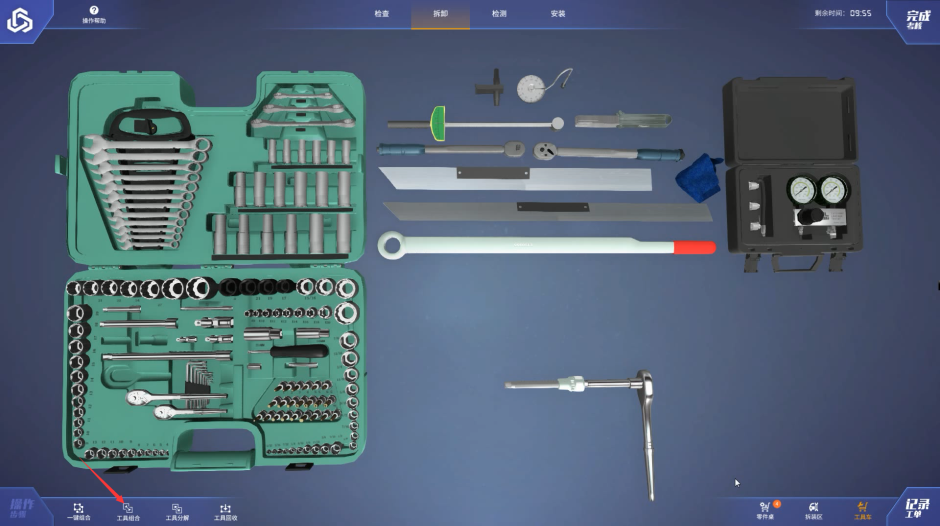 操作帮助
检查
拆卸
检测
安装
剩余时间：09:55
完成
考核
一键组合
工具组合
工具分解
工具回收
零件桌
拆装区
工具车
记录
工单